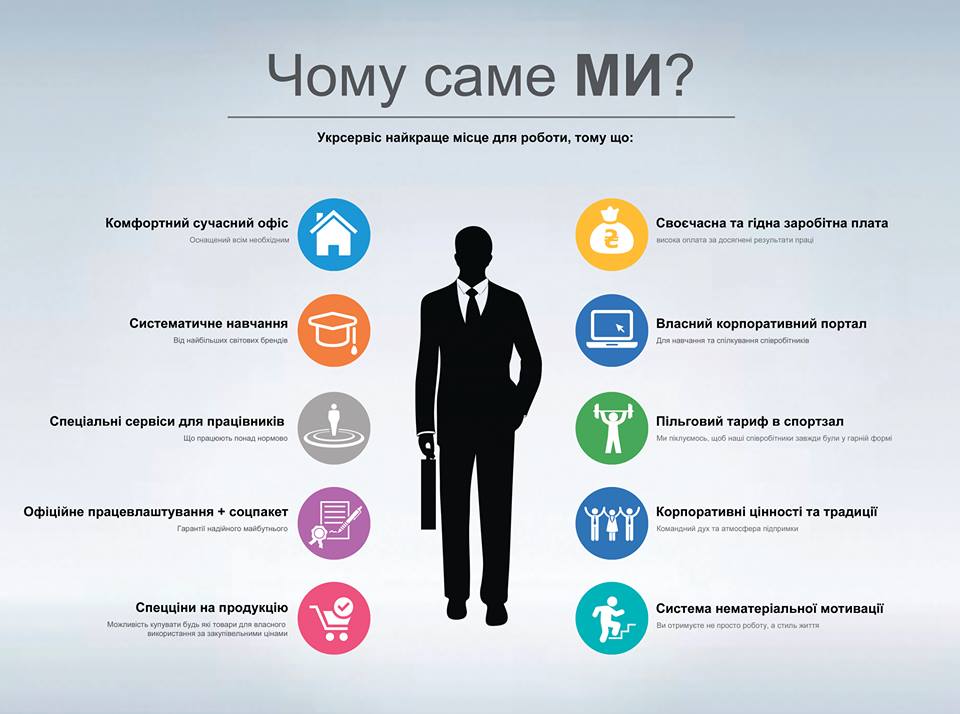 Чому саме МИ?
Укрсервіс найкраще місце для роботи, тому що:
Комфортний сучасний офіс
Оснащений всім необхідним
Систематичне навчання
Від найбільших світових брендів
Спеціальні сервіси для працівників
Що працюють понад нормово
Офіційне працевлаштування + соцпакет
Гарантії надійного майбутнього
Спецціни на продукцію
Можливість купувати будь які товари для власного
використання за закупівельними цінами
Своєчасна та гідна заробітна плата
висока оплата за досягнені результати праці
Власний корпоративний портал
Для навчання та спілкування співробітників
Пільговий тариф в спортзал
Ми піклуємось, щоб наші співробітники завжди були у гарній формі
Корпоративні цінності та традиції
Командний дух та атмосфера підтримки
Система нематеріальної мотивації
Ви отримуєте не просто роботу, а стиль життя